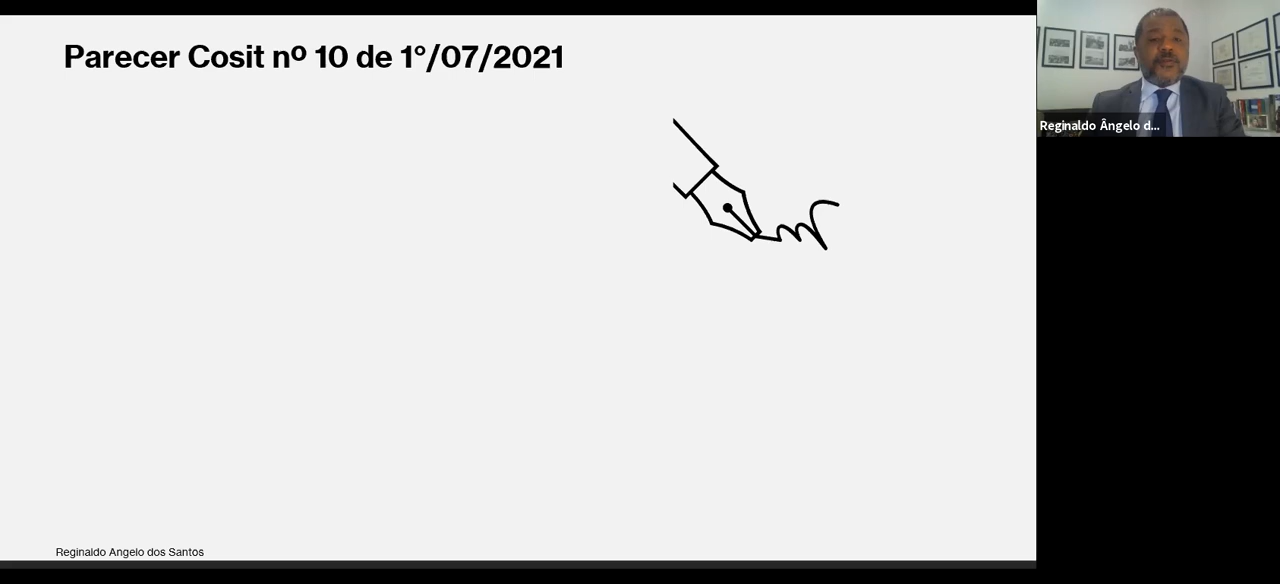 Parecer Cosit nº 10 de 1°/07/2021
Reginaldo Ângelo d...
Reginaldo Angelo dos Santos